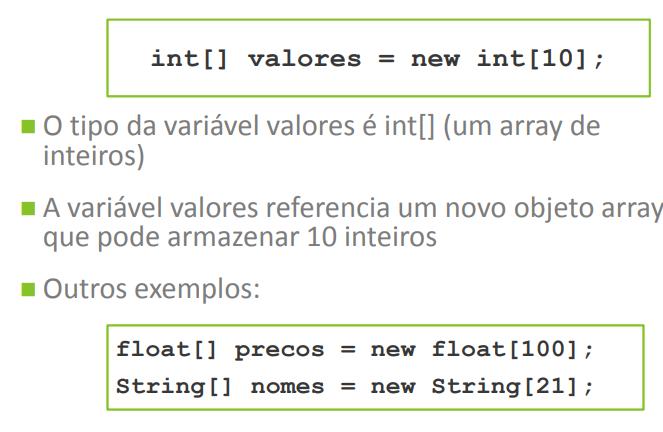 int[] valores = new int[10];
O tipo da variável valores é int[] (um array de
inteiros)
A variável valores referencia um novo objeto array
que pode armazenar 10 inteiros
Outros exemplos:
float[] precos = new float[100];
String[] nomes = new String[21];